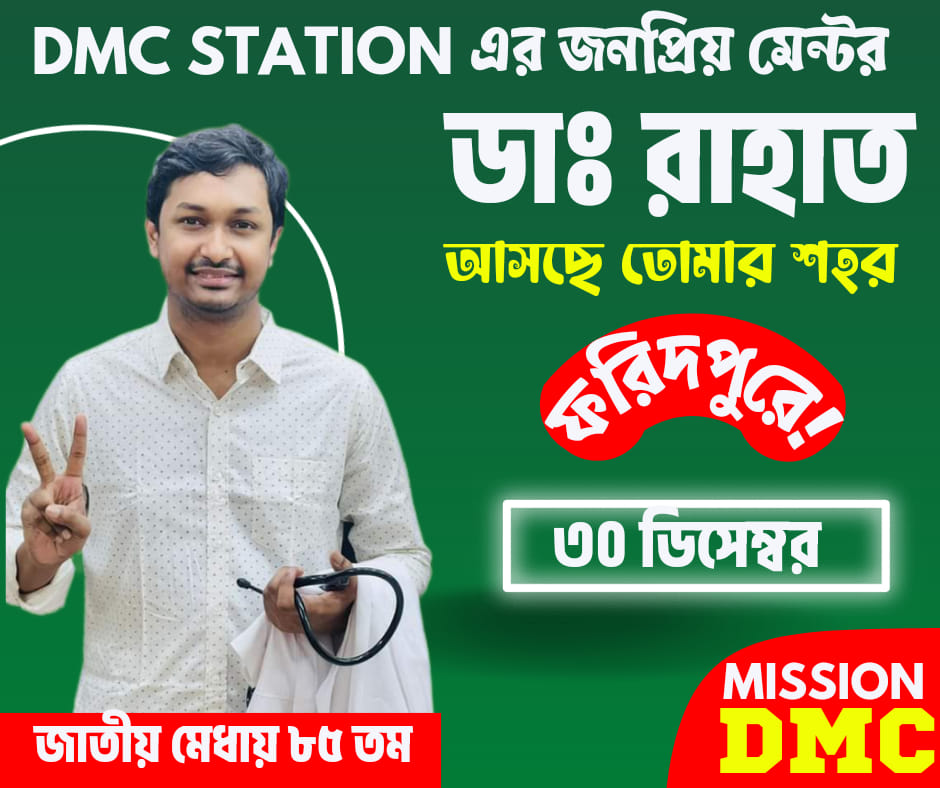 DMC STATION এর জনপ্রিয় মেন্টর
ডাঃ রাহাত
আসছে তোমার শহর
ফরিদপুরে!
৩০ ডিসেম্বর
জাতীয় মেধায় ৮৫ তম
MISSION
DMC